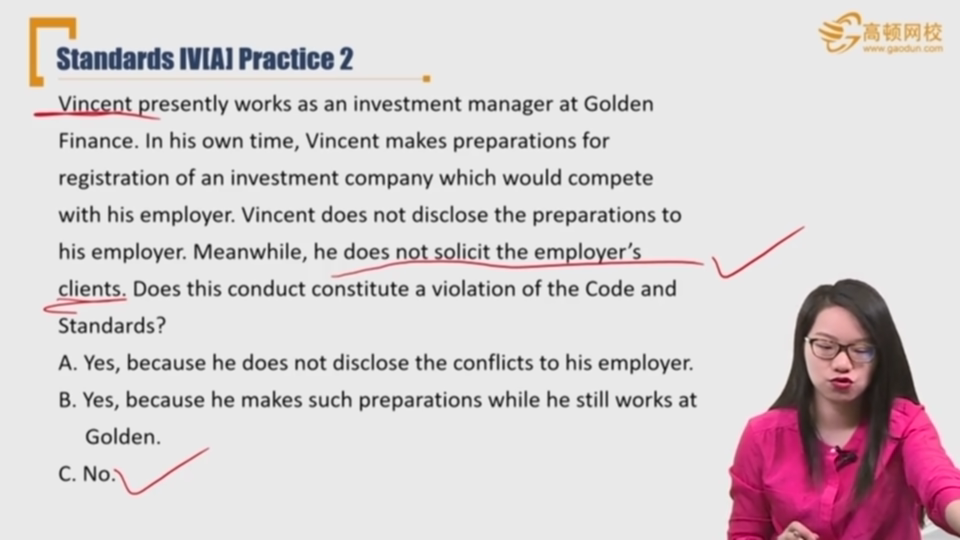 Standards IV[A] Practice 2
高顿网校
www.gaodun.com
Vincent presently works as an investment manager at Golden
Finance. In his own time, Vincent makes preparations for
registration of an investment company which would compete
with his employer. Vincent does not disclose the preparations to
his employer. Meanwhile, he does not solicit the employer's
clients. Does this conduct constitute a violation of the Code and
Standards?
A. Yes, because he does not disclose the conflicts to his employer.
B. Yes, because he makes such preparations while he still works at
Golden.
C. No.